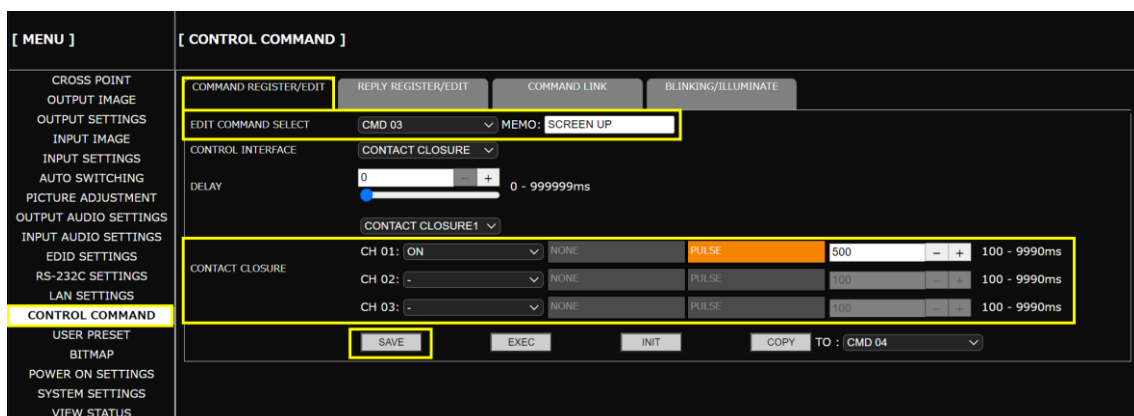 [ MENU ]
[ CONTROL COMMAND ]
CROSS POINT
OUTPUT IMAGE
OUTPUT SETTINGS
INPUT IMAGE
INPUT SETTINGS
AUTO SWITCHING
PICTURE ADJUSTMENT
OUTPUT AUDIO SETTINGS
INPUT AUDIO SETTINGS
EDID SETTINGS
RS-232C SETTINGS
LAN SETTINGS
CONTROL COMMAND
USER PRESET
BITMAP
POWER ON SETTINGS
SYSTEM SETTINGS
VIEW STATUS
COMMAND REGISTER/EDIT REPLY REGISTER/EDIT COMMAND LINK BLINKING/ILLUMINATE
EDIT COMMAND SELECT CMD 03 MEMO: SCREEN UP
CONTROL INTERFACE CONTACT CLOSURE
DELAY 0 - + 0 - 999999ms
CONTACT CLOSURE1
CONTACT CLOSURE
CH 01: ON NONE PULSE 500 - + 100 - 9990ms
CH 02: - NONE PULSE 100 - + 100 - 9990ms
CH 03: - NONE PULSE 100 - + 100 - 9990ms
SAVE EXEC INIT COPY TO : CMD 04